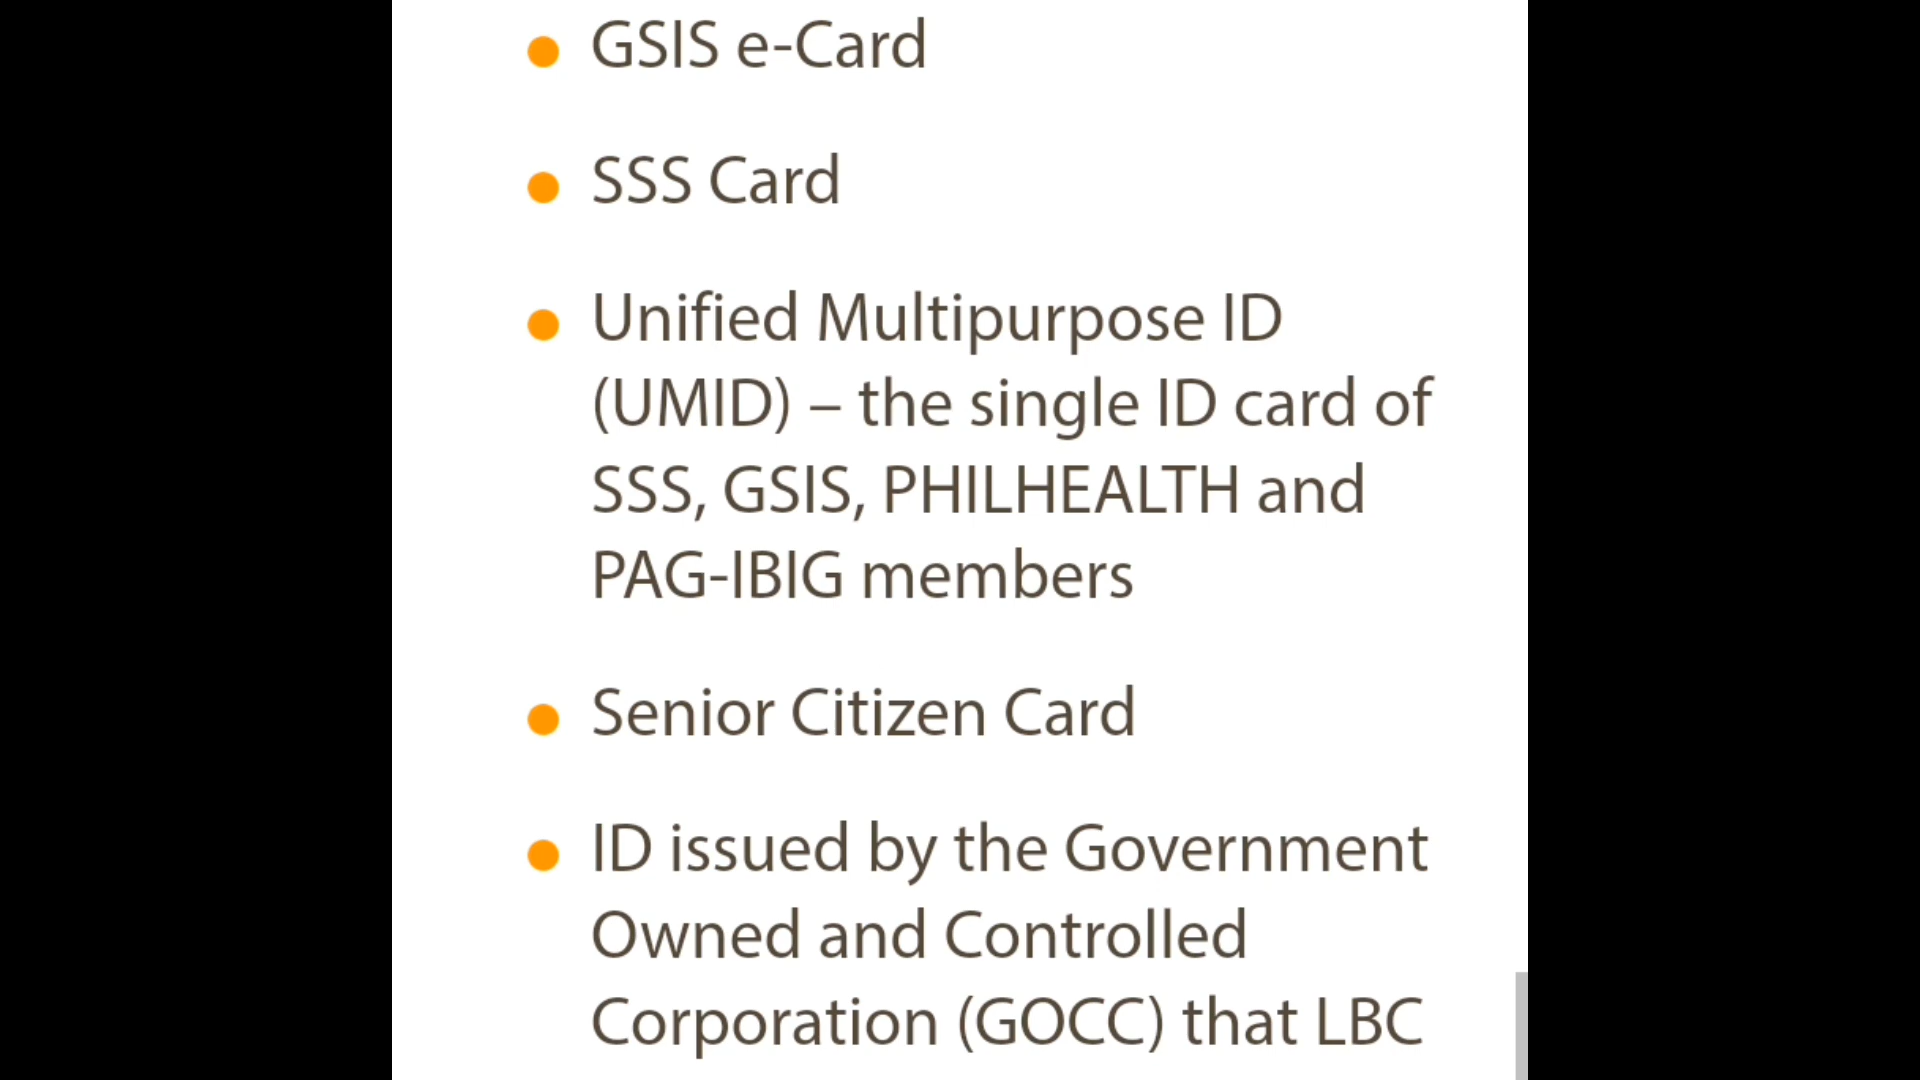 GSIS e-Card
SSS Card
Unified Multipurpose ID
(UMID) – the single ID card of
SSS, GSIS, PHILHEALTH and
PAG-IBIG members
Senior Citizen Card
ID issued by the Government
Owned and Controlled
Corporation (GOCC) that LBC